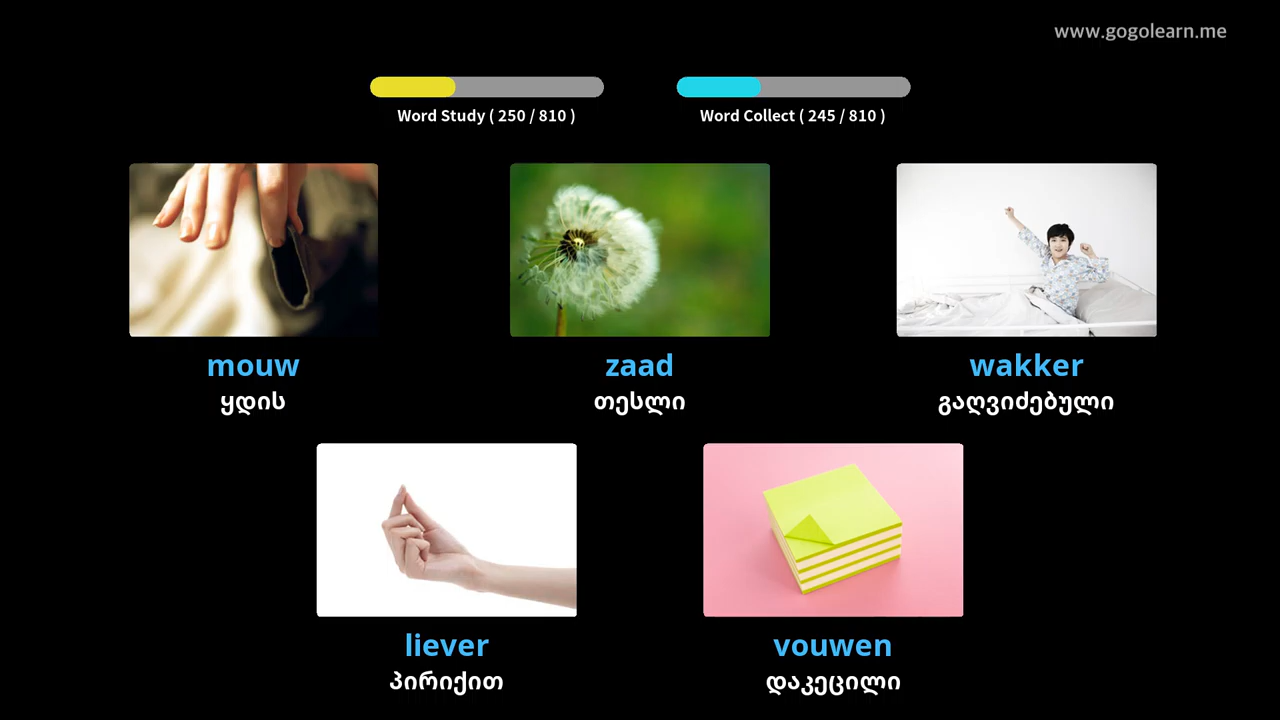 www.gogolearn.me
Word Study ( 250 / 810 )
Word Collect ( 245 / 810 )
mouw
ყდის
zaad
თესლი
wakker
გაღვიძებული
liever
პირიქით
vouwen
დაკეცილი